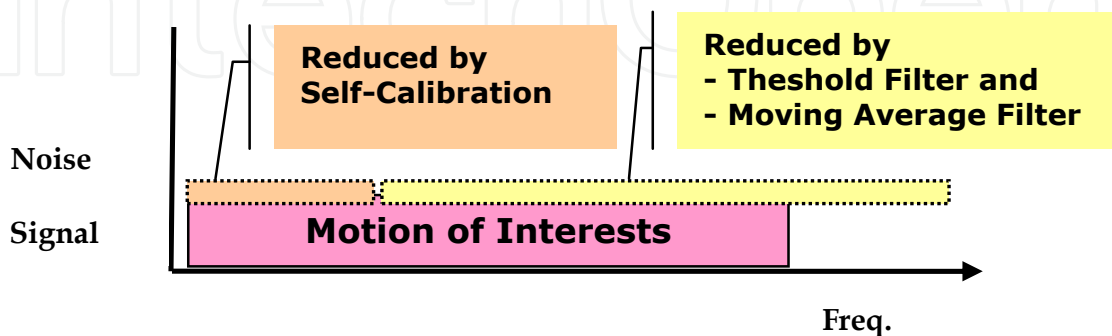 Reduced by
Self-Calibration
Reduced by
- Theshold Filter and
- Moving Average Filter
Noise
Signal
Motion of Interests
Freq.